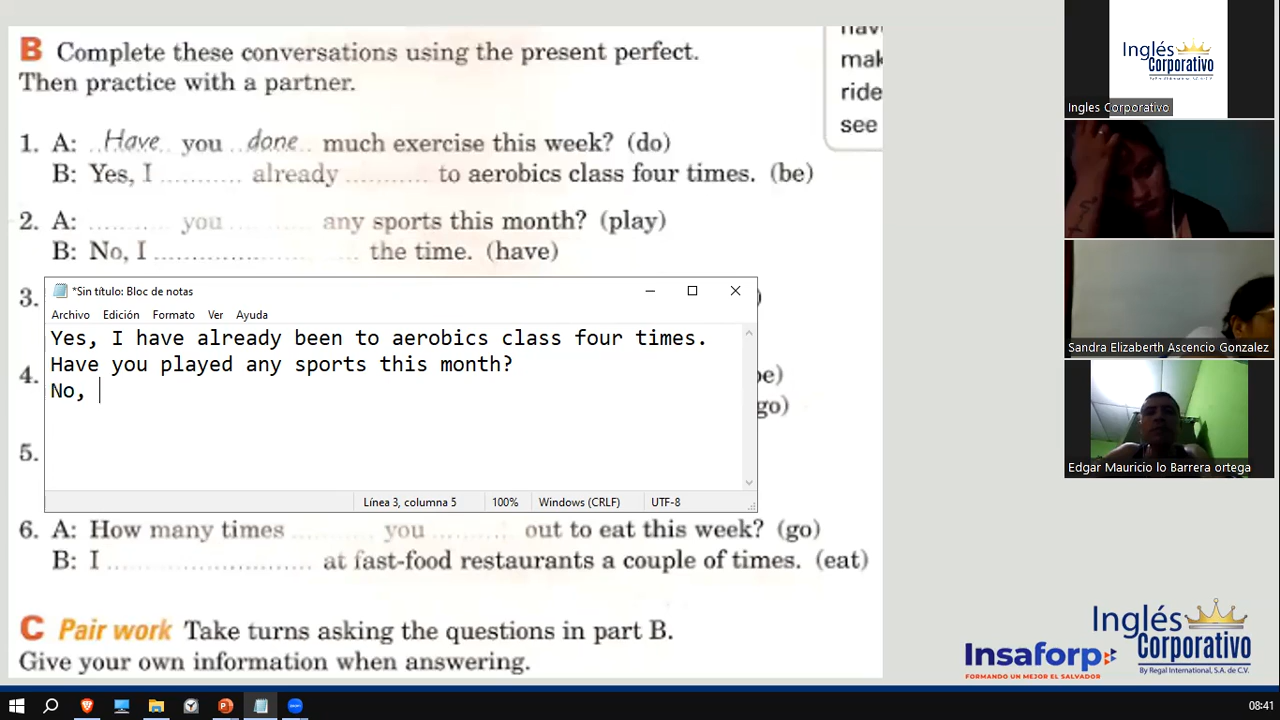 B Complete these conversations using the present perfect.
Then practice with a partner.
mak
ride
see
1. A: Have you done much exercise this week? (do)
B: Yes, I .......... already .......... to aerobics class four times. (be)
2. A: .......... you .......... any sports this month? (play)
B: No, I .......................... the time. (have)
3.
*Sin título: Bloc de notas
Archivo Edición Formato Ver Ayuda
Yes, I have already been to aerobics class four times.
Have you played any sports this month?
No,
Línea 3, columna 5 100% Windows (CRLF) UTF-8
4.
be)
go)
5.
6. A: How many times .......... you .......... out to eat this week? (go)
B: I .......................... at fast-food restaurants a couple of times. (eat)
C Pair work Take turns asking the questions in part B.
Give your own information when answering.
Inglés
Corporativo
Ingles Corporativo
Sandra Elizaberth Ascencio Gonzalez
Edgar Mauricio lo Barrera ortega
Insaforp
FORMANDO UN MEJOR EL SALVADOR
Inglés
Corporativo
By Regal International, S.A. de C.V.
08:41